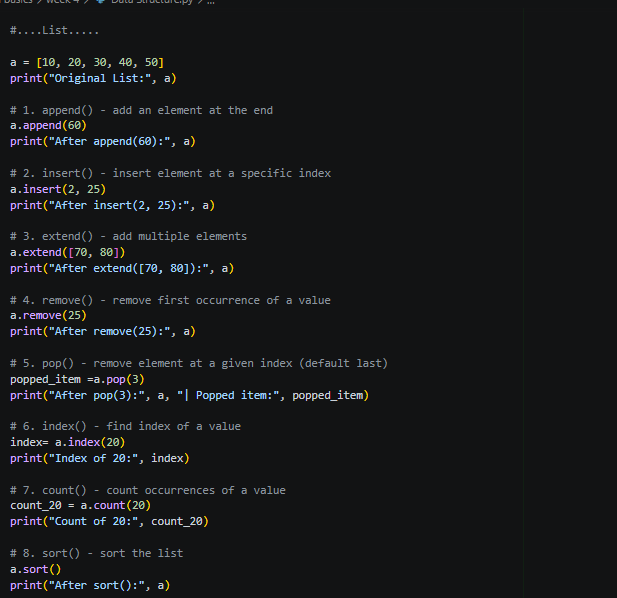 basics > week 4 > Data Structure.py > ...
#....List.....
a = [10, 20, 30, 40, 50]
print("Original List:", a)
# 1. append() - add an element at the end
a.append(60)
print("After append(60):", a)
# 2. insert() - insert element at a specific index
a.insert(2, 25)
print("After insert(2, 25):", a)
# 3. extend() - add multiple elements
a.extend([70, 80])
print("After extend([70, 80]):", a)
# 4. remove() - remove first occurrence of a value
a.remove(25)
print("After remove(25):", a)
# 5. pop() - remove element at a given index (default last)
popped_item =a.pop(3)
print("After pop(3):", a, "| Popped item:", popped_item)
# 6. index() - find index of a value
index= a.index(20)
print("Index of 20:", index)
# 7. count() - count occurrences of a value
count_20 = a.count(20)
print("Count of 20:", count_20)
# 8. sort() - sort the list
a.sort()
print("After sort():", a)